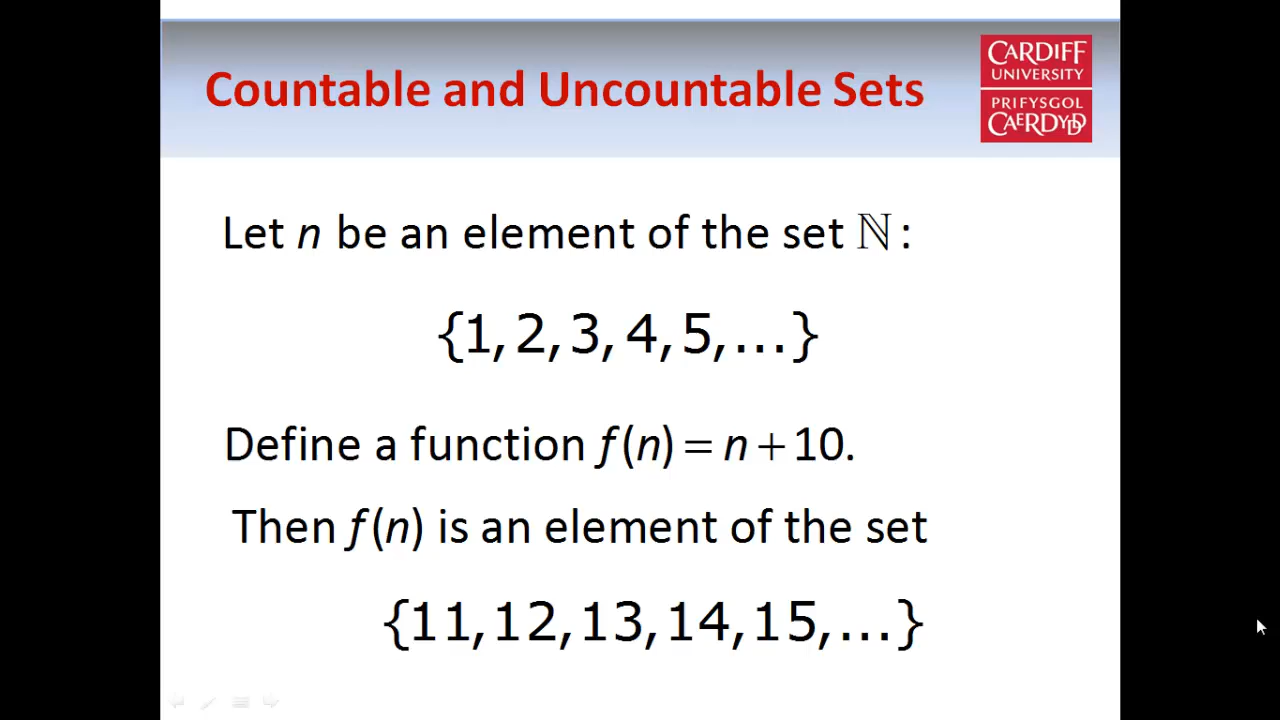 Countable and Uncountable Sets
CARDIFF
UNIVERSITY
PRIFYSGOL
CAERDYDD
Let n be an element of the set ℕ:
{1,2,3,4,5,...}
Define a function f(n) = n + 10.
Then f(n) is an element of the set
{11,12,13,14,15,...}